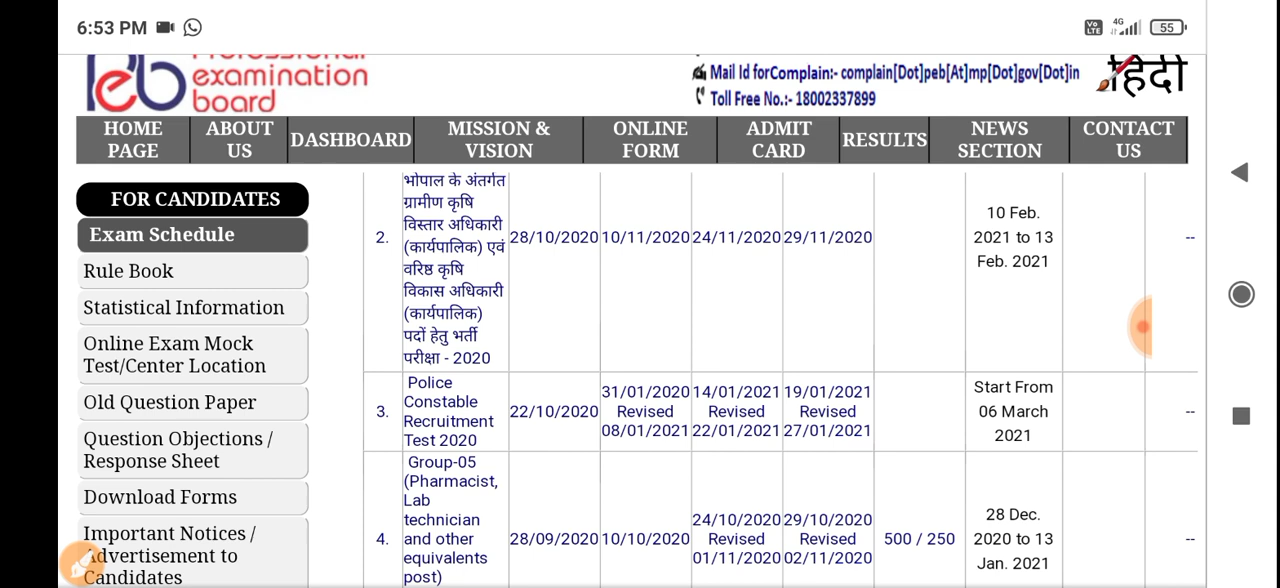 6:53 PM
Vo LTE 4G 55
Professional
examination
board
peb
Mail Id forComplain:- complain[Dot]peb[At]mp[Dot]gov[Dot]in
Toll Free No.:- 18002337899
हिंदी
HOME PAGE
ABOUT US
DASHBOARD
MISSION & VISION
ONLINE FORM
ADMIT CARD
RESULTS
NEWS SECTION
CONTACT US
FOR CANDIDATES
Exam Schedule
Rule Book
Statistical Information
Online Exam Mock
Test/Center Location
Old Question Paper
Question Objections /
Response Sheet
Download Forms
Important Notices /
Advertisement to
Candidates
2.
भोपाल के अंतर्गत
ग्रामीण कृषि
विस्तार अधिकारी
(कार्यपालिक) एवं
वरिष्ठ कृषि
विकास अधिकारी
(कार्यपालिक)
पदों हेतु भर्ती
परीक्षा - 2020
28/10/2020
10/11/2020
24/11/2020
29/11/2020
10 Feb.
2021 to 13
Feb. 2021
--
3.
Police
Constable
Recruitment
Test 2020
22/10/2020
31/01/2020
Revised
08/01/2021
14/01/2021
Revised
22/01/2021
19/01/2021
Revised
27/01/2021
Start From
06 March
2021
--
4.
Group-05
(Pharmacist,
Lab
technician
and other
equivalents
post)
28/09/2020
10/10/2020
24/10/2020
Revised
01/11/2020
29/10/2020
Revised
02/11/2020
500 / 250
28 Dec.
2020 to 13
Jan. 2021
--